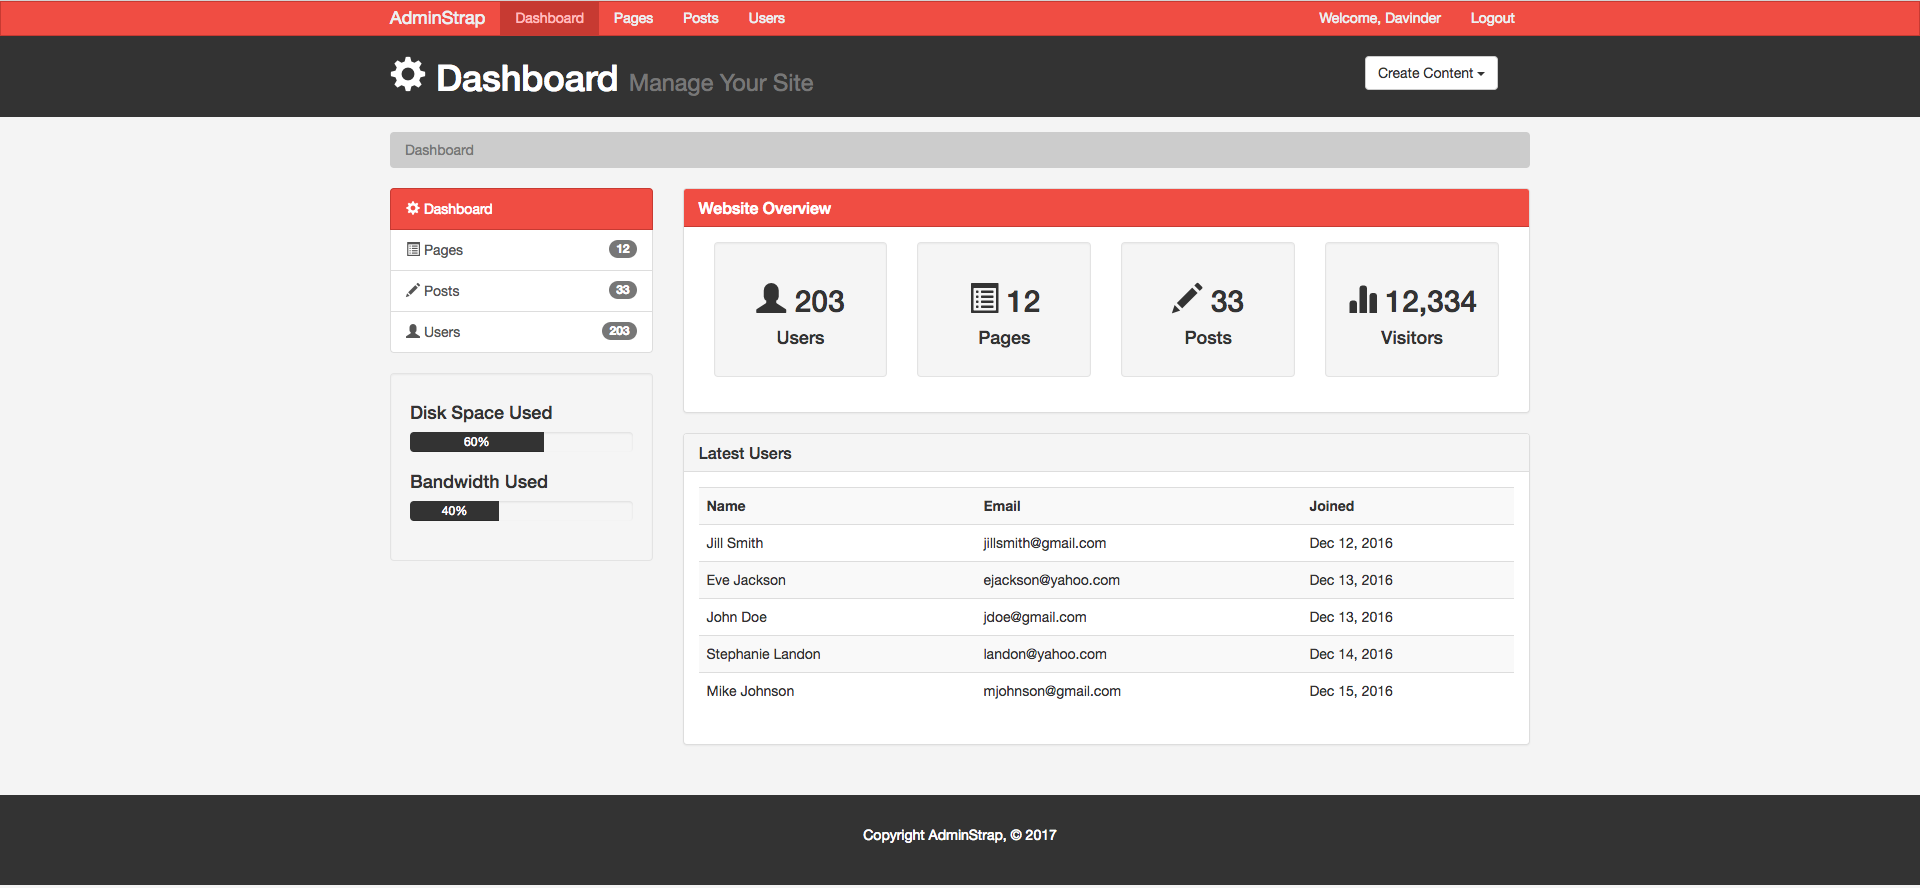 AdminStrap Dashboard Pages Posts Users Welcome, Davinder Logout
Dashboard Manage Your Site Create Content
Dashboard
Dashboard
Pages 12
Posts 33
Users 203
Disk Space Used
60%
Bandwidth Used
40%
Website Overview
203 12 33 12,334
Users Pages Posts Visitors
Latest Users
Name Email Joined
Jill Smith jillsmith@gmail.com Dec 12, 2016
Eve Jackson ejackson@yahoo.com Dec 13, 2016
John Doe jdoe@gmail.com Dec 13, 2016
Stephanie Landon landon@yahoo.com Dec 14, 2016
Mike Johnson mjohnson@gmail.com Dec 15, 2016
Copyright AdminStrap, © 2017